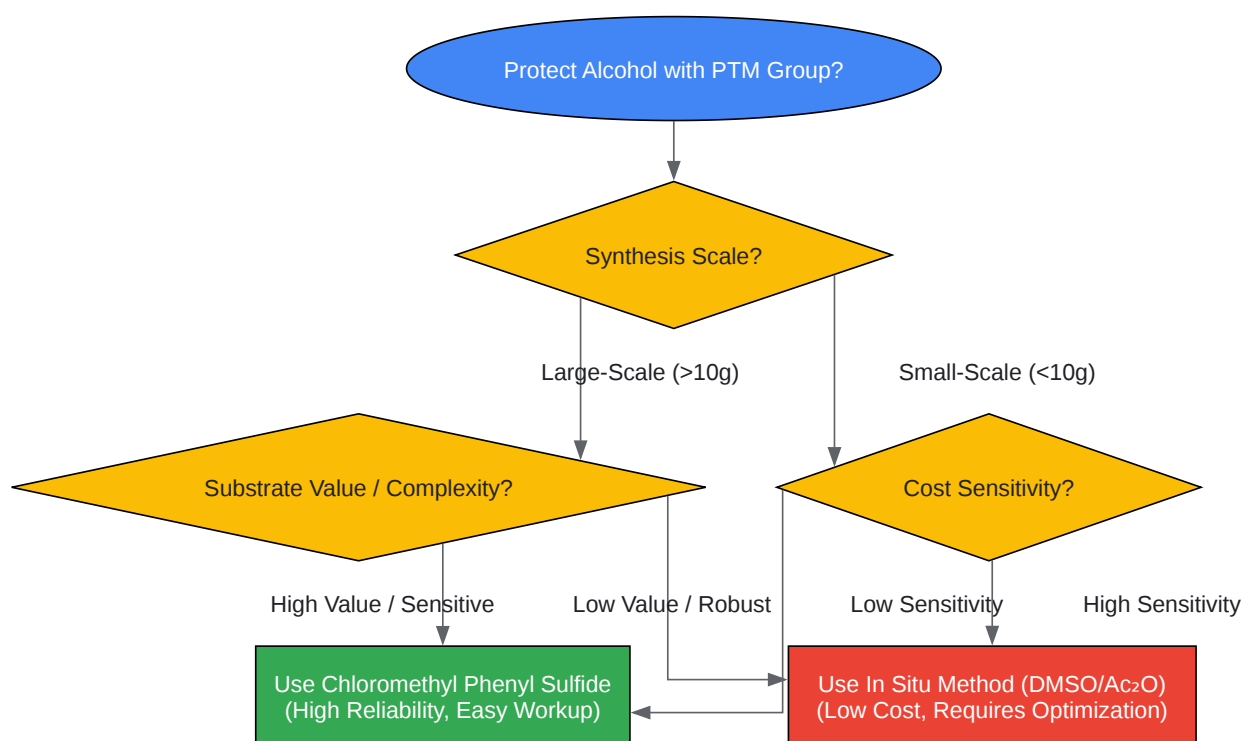 Protect Alcohol with PTM Group?
Synthesis Scale?
Large-Scale (>10g)
Small-Scale (<10g)
Substrate Value / Complexity?
Cost Sensitivity?
High Value / Sensitive
Low Value / Robust
Low Sensitivity
High Sensitivity
Use Chloromethyl Phenyl Sulfide
(High Reliability, Easy Workup)
Use In Situ Method (DMSO/Ac₂O)
(Low Cost, Requires Optimization)